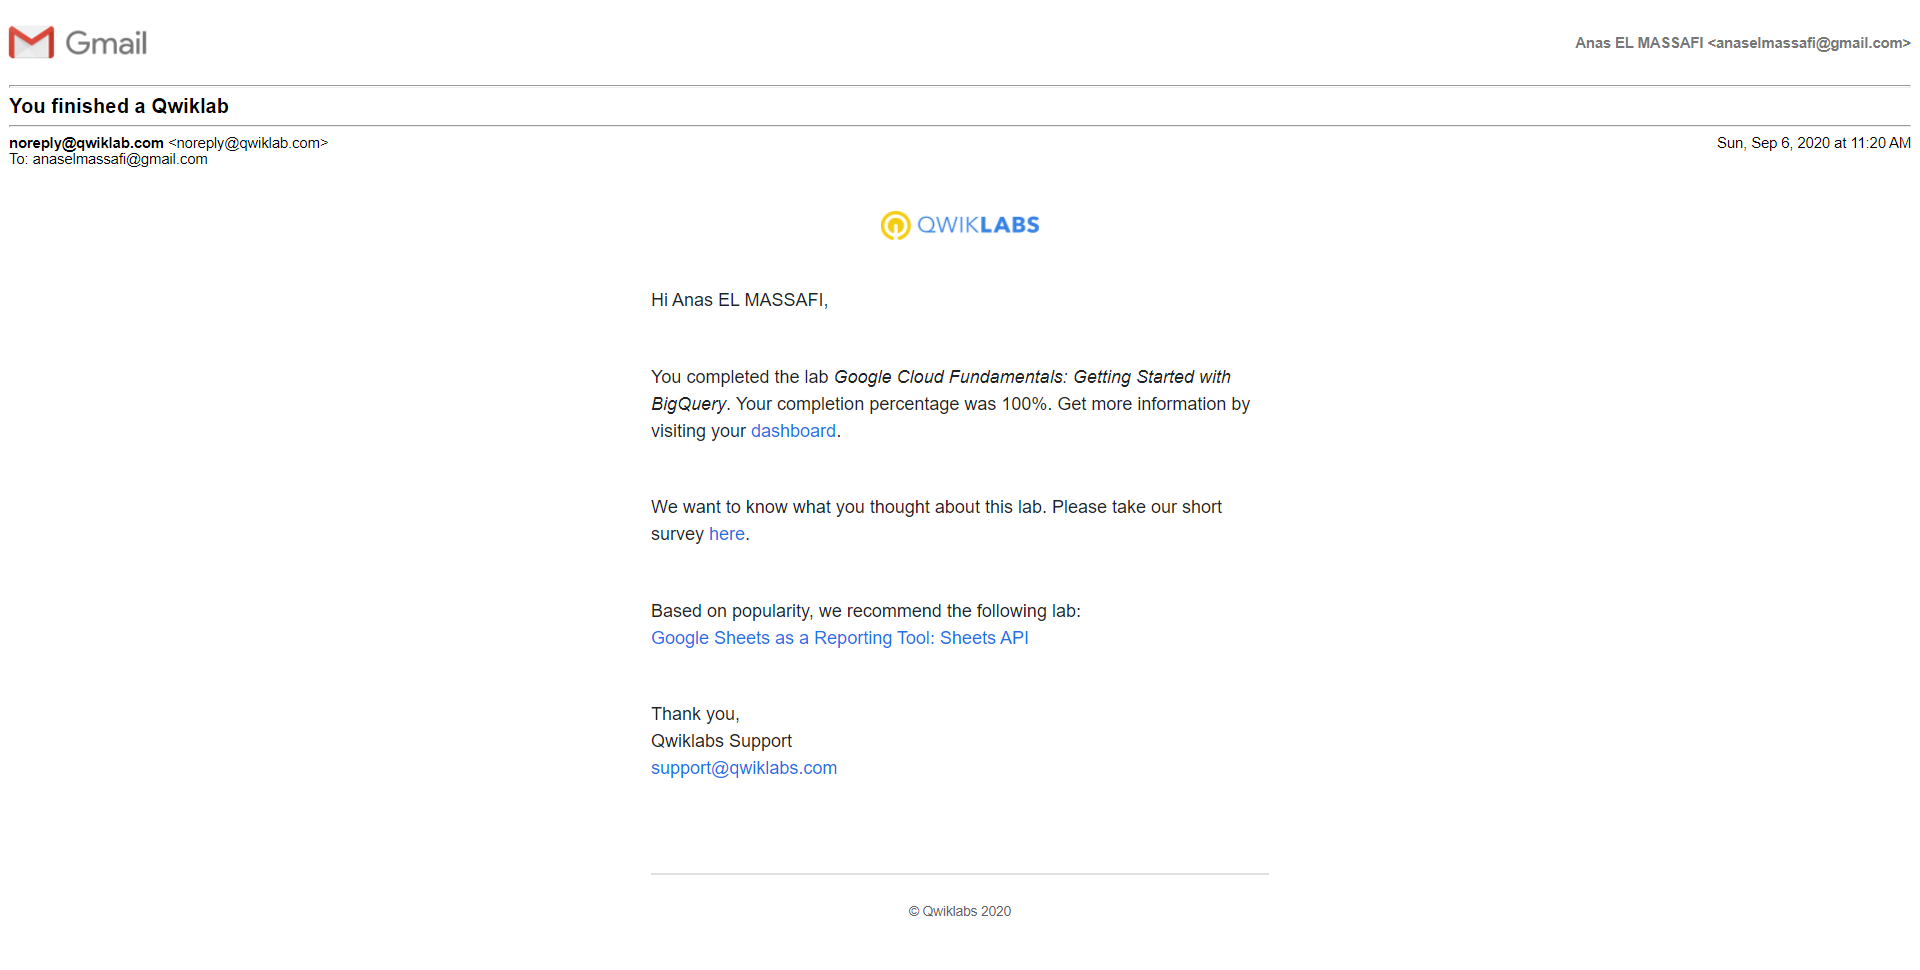 Gmail
Anas EL MASSAFI <anaselmassafi@gmail.com>
You finished a Qwiklab
noreply@qwiklab.com <noreply@qwiklab.com>
Sun, Sep 6, 2020 at 11:20 AM
To: anaselmassafi@gmail.com
QWIKLABS
Hi Anas EL MASSAFI,
You completed the lab Google Cloud Fundamentals: Getting Started with
BigQuery. Your completion percentage was 100%. Get more information by
visiting your dashboard.
We want to know what you thought about this lab. Please take our short
survey here.
Based on popularity, we recommend the following lab:
Google Sheets as a Reporting Tool: Sheets API
Thank you,
Qwiklabs Support
support@qwiklabs.com
© Qwiklabs 2020